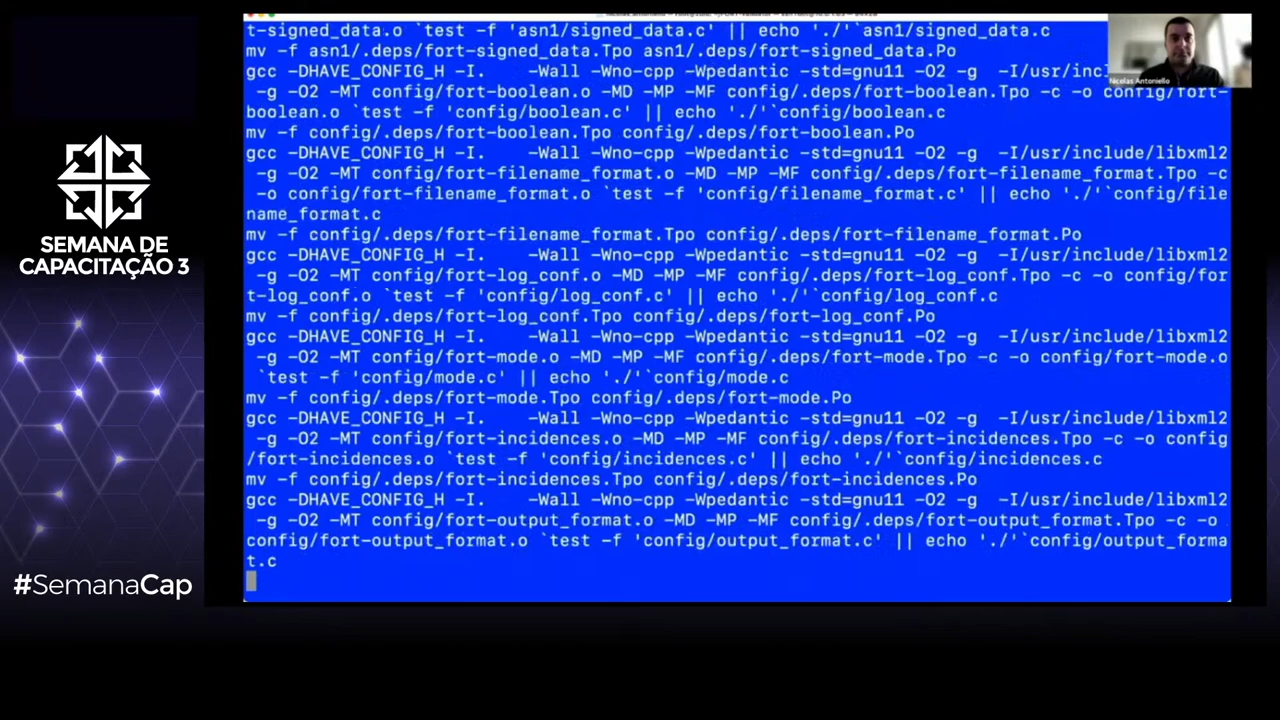 t-signed_data.o `test -f 'asn1/signed_data.c' || echo './'`asn1/signed_data.c
mv -f asn1/.deps/fort-signed_data.Tpo asn1/.deps/fort-signed_data.Po
gcc -DHAVE_CONFIG_H -I.    -Wall -Wno-cpp -Wpedantic -std=gnu11 -O2 -g  -I/usr/incl
-g -O2 -MT config/fort-boolean.o -MD -MP -MF config/.deps/fort-boolean.Tpo -c -o config/fort-
boolean.o `test -f 'config/boolean.c' || echo './'`config/boolean.c
mv -f config/.deps/fort-boolean.Tpo config/.deps/fort-boolean.Po
gcc -DHAVE_CONFIG_H -I.    -Wall -Wno-cpp -Wpedantic -std=gnu11 -O2 -g  -I/usr/include/libxml2
-g -O2 -MT config/fort-filename_format.o -MD -MP -MF config/.deps/fort-filename_format.Tpo -c
-o config/fort-filename_format.o `test -f 'config/filename_format.c' || echo './'`config/file
name_format.c
mv -f config/.deps/fort-filename_format.Tpo config/.deps/fort-filename_format.Po
gcc -DHAVE_CONFIG_H -I.    -Wall -Wno-cpp -Wpedantic -std=gnu11 -O2 -g  -I/usr/include/libxml2
-g -O2 -MT config/fort-log_conf.o -MD -MP -MF config/.deps/fort-log_conf.Tpo -c -o config/for
t-log_conf.o `test -f 'config/log_conf.c' || echo './'`config/log_conf.c
mv -f config/.deps/fort-log_conf.Tpo config/.deps/fort-log_conf.Po
gcc -DHAVE_CONFIG_H -I.    -Wall -Wno-cpp -Wpedantic -std=gnu11 -O2 -g  -I/usr/include/libxml2
-g -O2 -MT config/fort-mode.o -MD -MP -MF config/.deps/fort-mode.Tpo -c -o config/fort-mode.o
`test -f 'config/mode.c' || echo './'`config/mode.c
mv -f config/.deps/fort-mode.Tpo config/.deps/fort-mode.Po
gcc -DHAVE_CONFIG_H -I.    -Wall -Wno-cpp -Wpedantic -std=gnu11 -O2 -g  -I/usr/include/libxml2
-g -O2 -MT config/fort-incidences.o -MD -MP -MF config/.deps/fort-incidences.Tpo -c -o config
/fort-incidences.o `test -f 'config/incidences.c' || echo './'`config/incidences.c
mv -f config/.deps/fort-incidences.Tpo config/.deps/fort-incidences.Po
gcc -DHAVE_CONFIG_H -I.    -Wall -Wno-cpp -Wpedantic -std=gnu11 -O2 -g  -I/usr/include/libxml2
-g -O2 -MT config/fort-output_format.o -MD -MP -MF config/.deps/fort-output_format.Tpo -c -o
config/fort-output_format.o `test -f 'config/output_format.c' || echo './'`config/output_forma
t.c
Nicolas Antoniello
SEMANA DE
CAPACITAÇÃO 3
#SemanaCap